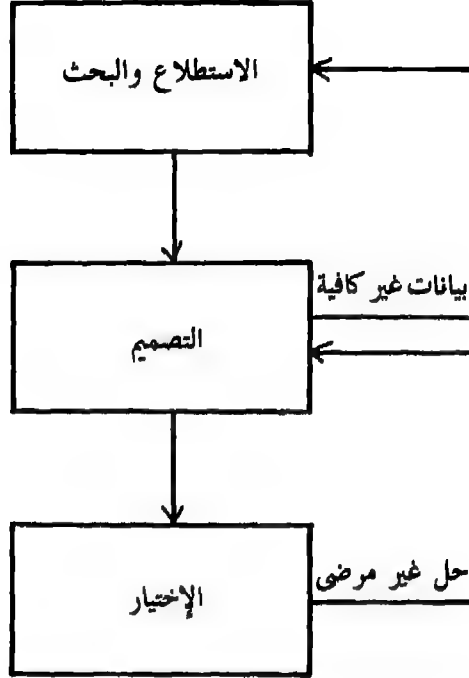 الاستطلاع والبحث
بيانات غير كافية
التصميم
حل غير مرضى
الإختيار